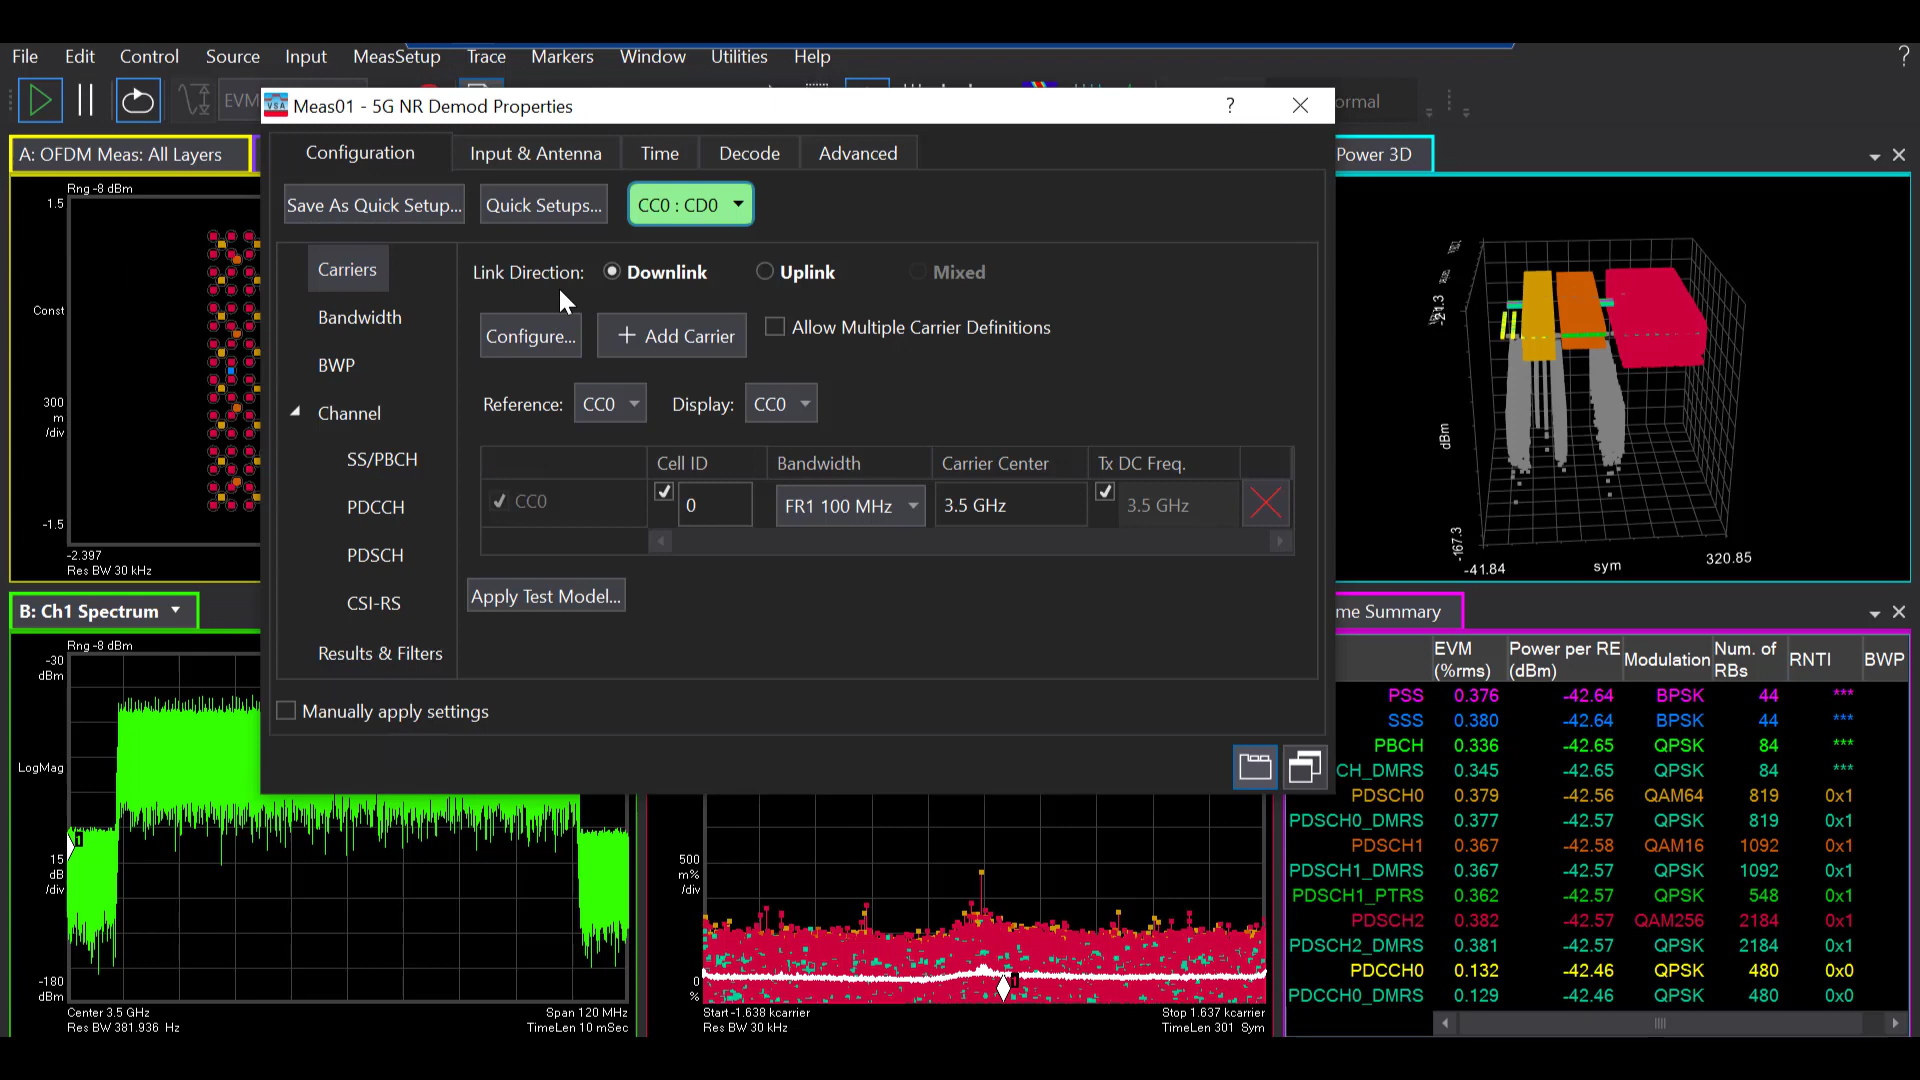 File Edit Control Source Input MeasSetup Trace Markers Window Utilities Help ?
EVM
VSA Meas01 - 5G NR Demod Properties ?
ormal
A: OFDM Meas: All Layers
Configuration Input & Antenna Time Decode Advanced
Power 3D
Rng -8 dBm
1.5
Const
300
m
/div
-1.5
-2.397
Res BW 30 kHz
Save As Quick Setup... Quick Setups... CC0 : CD0
Carriers
Bandwidth
BWP
Channel
SS/PBCH
PDCCH
PDSCH
CSI-RS
Results & Filters
Link Direction: Downlink Uplink Mixed
Configure... + Add Carrier Allow Multiple Carrier Definitions
Reference: CC0 Display: CC0
Cell ID Bandwidth Carrier Center Tx DC Freq.
CC0 0 FR1 100 MHz 3.5 GHz 3.5 GHz
Apply Test Model...
Manually apply settings
-21.3
dBm
-167.3
-41.84
sym
320.85
B: Ch1 Spectrum
Rng -8 dBm
-30
dBm
LogMag
15
dB
/div
-180
dBm
1
Center 3.5 GHz Span 120 MHz
Res BW 381.936 Hz TimeLen 10 mSec
500
m%
/div
0
%
1
Start -1.638 kcarrier Stop 1.637 kcarrier
Res BW 30 kHz TimeLen 301 Sym
me Summary
EVM (%rms) Power per RE (dBm) Modulation Num. of RBs RNTI BWP
PSS 0.376 -42.64 BPSK 44 ***
SSS 0.380 -42.62 BPSK 44 ***
PBCH 0.336 -42.65 QPSK 84 ***
CH_DMRS 0.345 -42.65 QPSK 84 ***
PDSCH0 0.379 -42.56 QAM64 819 0x1
PDSCH0_DMRS 0.377 -42.57 QPSK 819 0x1
PDSCH1 0.367 -42.58 QAM16 1092 0x1
PDSCH1_DMRS 0.367 -42.57 QPSK 1092 0x1
PDSCH1_PTRS 0.362 -42.57 QPSK 548 0x1
PDSCH2 0.382 -42.57 QAM256 2184 0x1
PDSCH2_DMRS 0.381 -42.57 QPSK 2184 0x1
PDCCH0 0.132 -42.46 QPSK 480 0x0
PDCCH0_DMRS 0.129 -42.46 QPSK 480 0x0